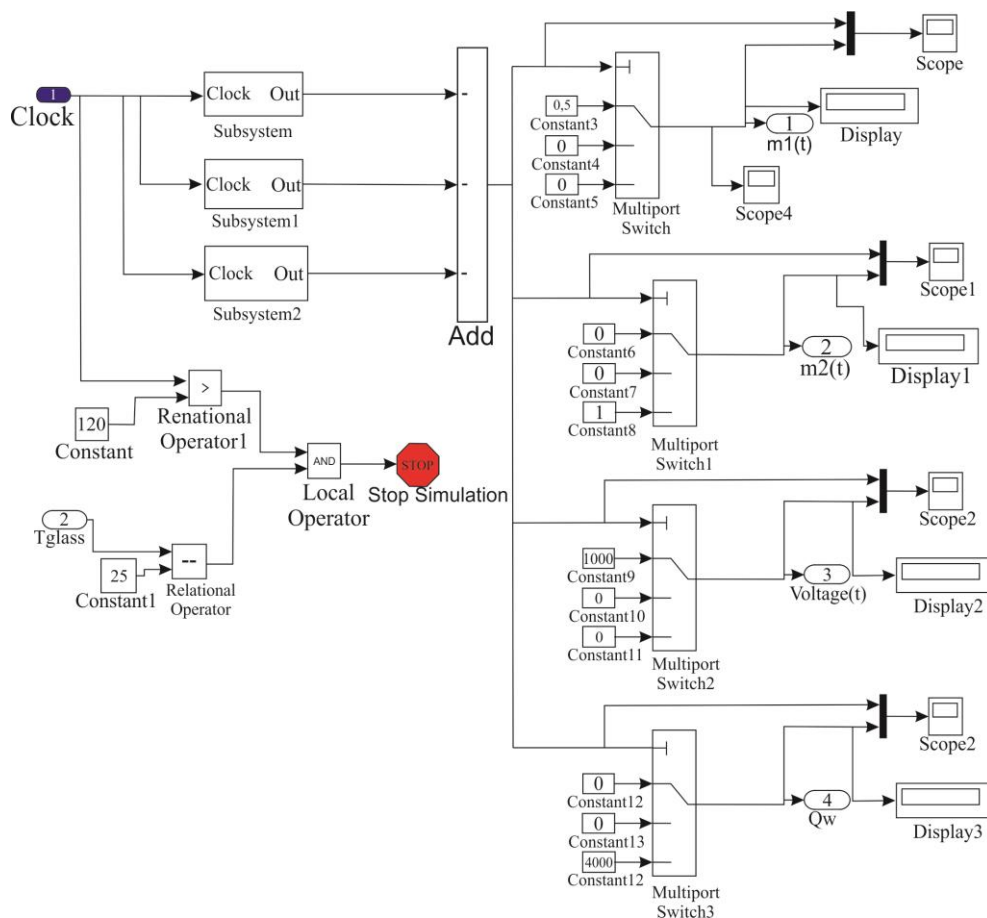 1
Clock
Clock Out
Subsystem
Clock Out
Subsystem1
Clock Out
Subsystem2
-
-
-
Add
120
Constant
>
Renational
Operator1
AND
Local
Operator
STOP
Stop Simulation
2
Tglass
25
Constant1
--
Relational
Operator
0,5
Constant3
0
Constant4
0
Constant5
Multiport
Switch
Scope
Display
1
m1(t)
Scope4
0
Constant6
0
Constant7
1
Constant8
Multiport
Switch1
Scope1
2
m2(t)
Display1
1000
Constant9
0
Constant10
0
Constant11
Multiport
Switch2
Scope2
3
Voltage(t)
Display2
0
Constant12
0
Constant13
4000
Constant12
Multiport
Switch3
Scope2
4
Qw
Display3